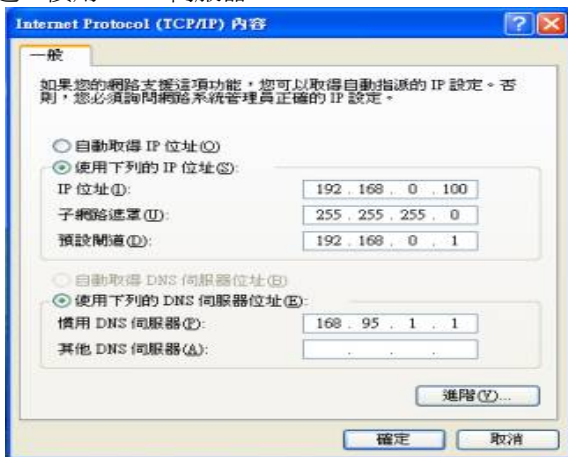 Internet Protocol (TCP/IP) 內容
一般
如果您的網路支援這項功能，您可以取得自動指派的 IP 設定。否
則，您必須詢問網路系統管理員正確的 IP 設定。
自動取得 IP 位址(O)
使用下列的 IP 位址(S):
IP 位址(I): 192 . 168 . 0 . 100
子網路遮罩(U): 255 . 255 . 255 . 0
預設閘道(D): 192 . 168 . 0 . 1
自動取得 DNS 伺服器位址(B)
使用下列的 DNS 伺服器位址(E):
慣用 DNS 伺服器(P): 168 . 95 . 1 . 1
其他 DNS 伺服器(A): . . .
進階(V)...
確定 取消